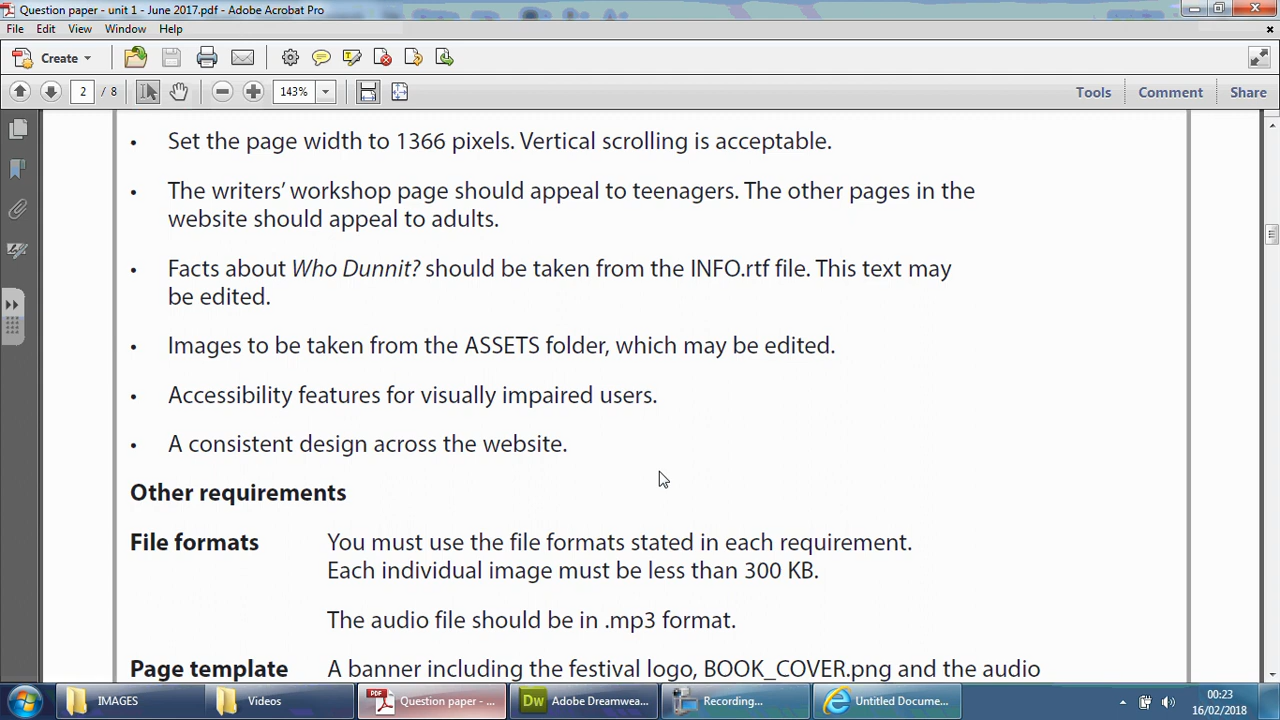 Question paper - unit 1 - June 2017.pdf - Adobe Acrobat Pro
File Edit View Window Help
Create
2 / 8 143% Tools Comment Share
• Set the page width to 1366 pixels. Vertical scrolling is acceptable.
• The writers’ workshop page should appeal to teenagers. The other pages in the
website should appeal to adults.
• Facts about Who Dunnit? should be taken from the INFO.rtf file. This text may
be edited.
• Images to be taken from the ASSETS folder, which may be edited.
• Accessibility features for visually impaired users.
• A consistent design across the website.
Other requirements
File formats You must use the file formats stated in each requirement.
Each individual image must be less than 300 KB.
The audio file should be in .mp3 format.
Page template A banner including the festival logo, BOOK_COVER.png and the audio
IMAGES Videos Question paper - ... Adobe Dreamwea... Recording... Untitled Docume...
00:23
16/02/2018